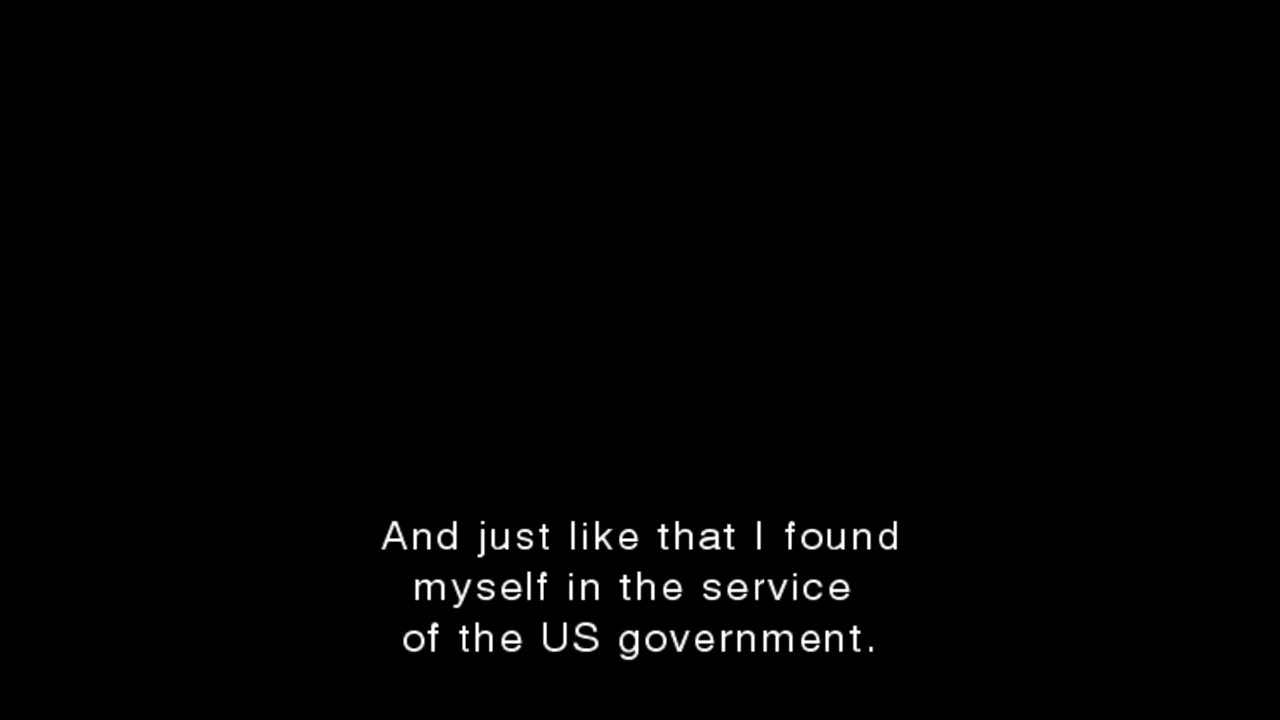 And just like that I found
myself in the service
of the US government.